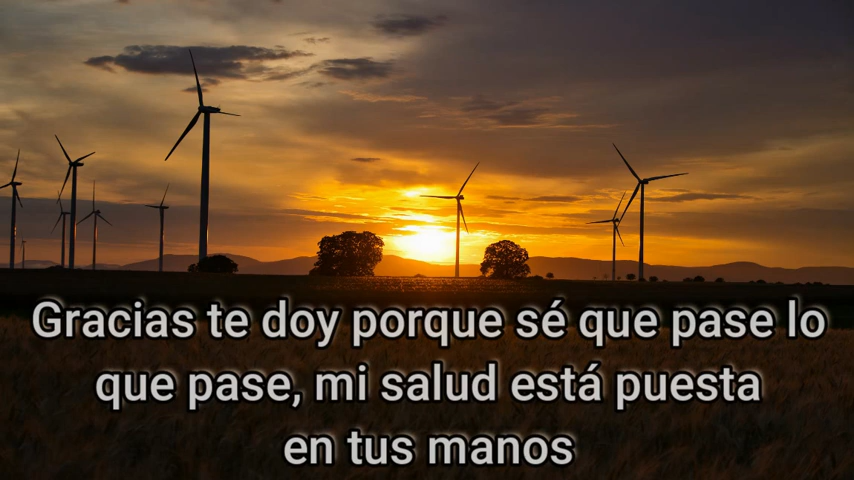 Gracias te doy porque sé que pase lo
que pase, mi salud está puesta
en tus manos